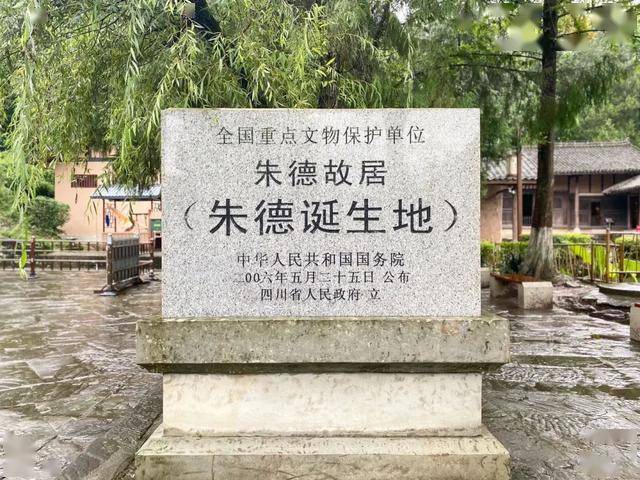 全国重点文物保护单位
朱德故居
（朱德诞生地）
中华人民共和国国务院
二00六年五月二十五日 公布
四川省人民政府 立